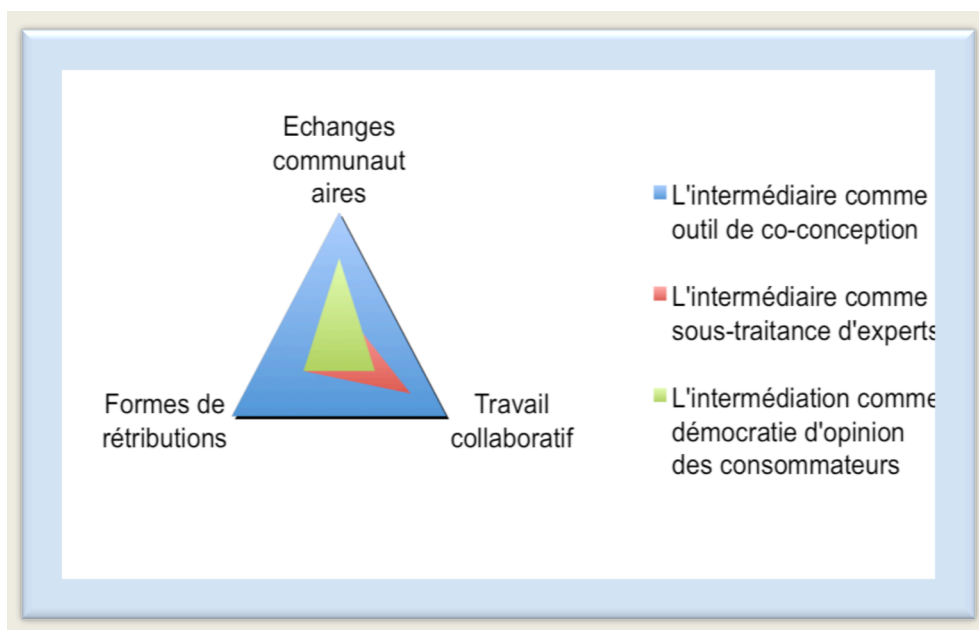 Echanges
communaut
aires
Formes de
rétributions
Travail
collaboratif
L'intermédiaire comme
outil de co-conception
L'intermédiaire comme
sous-traitance d'experts
L'intermédiation comme
démocratie d'opinion
des consommateurs